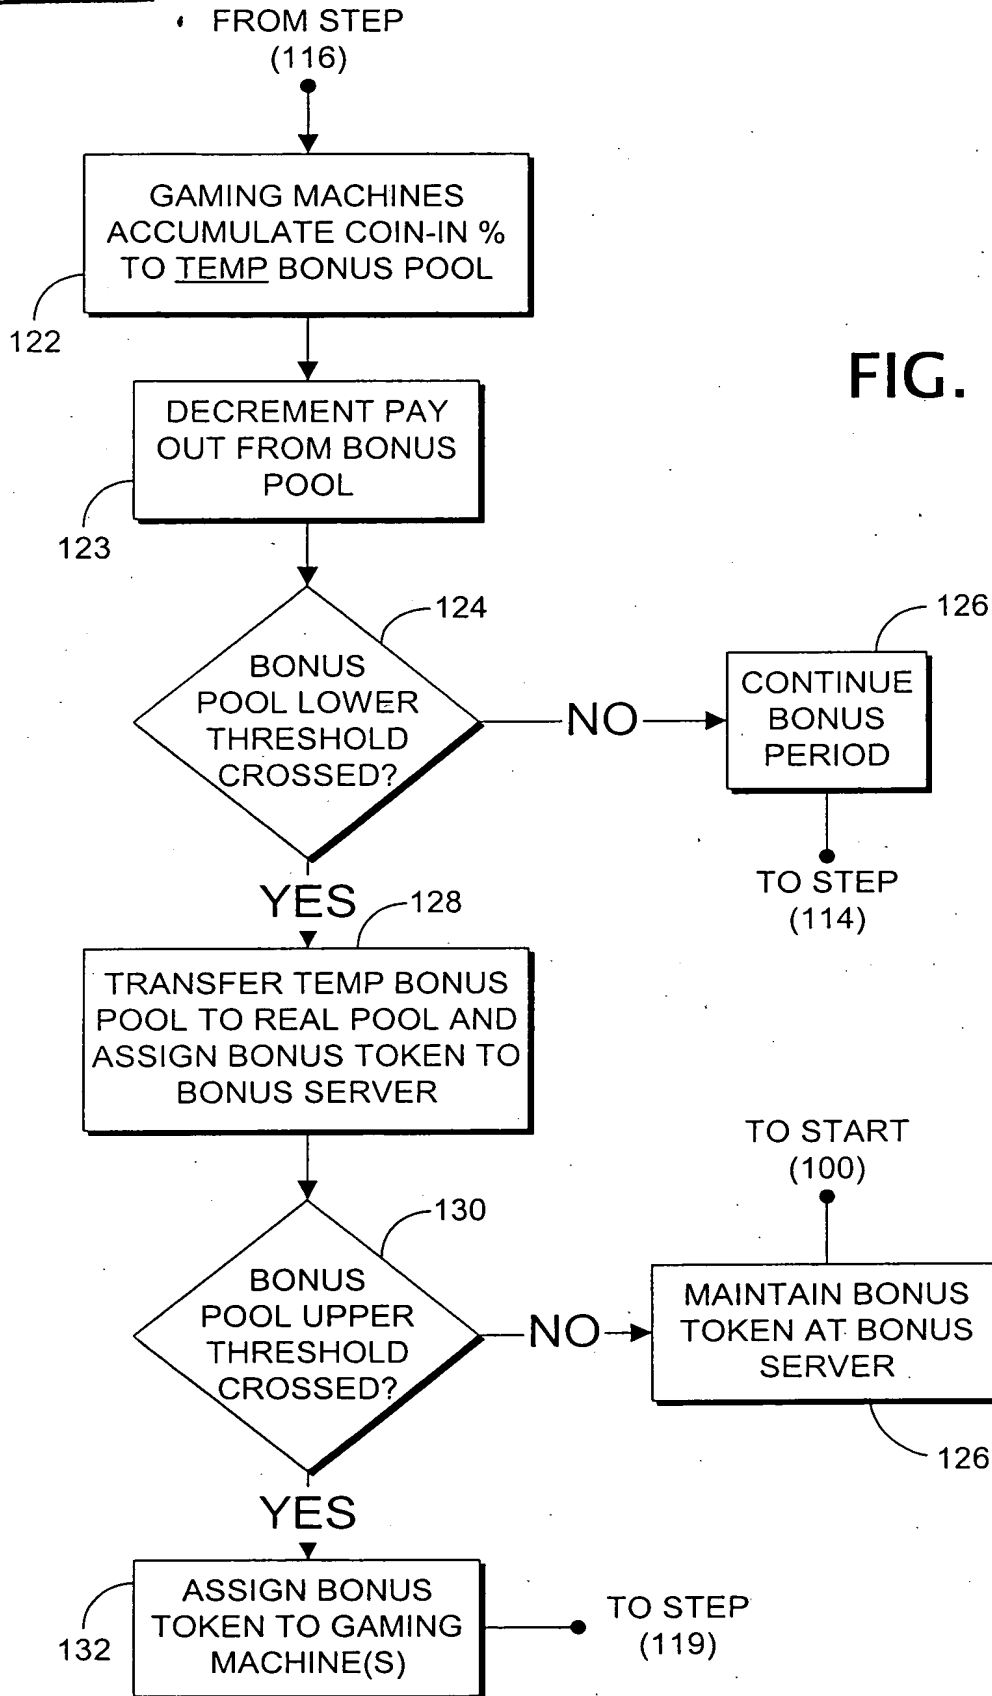 FROM STEP
(116)
GAMING MACHINES
ACCUMULATE COIN-IN %
TO TEMP BONUS POOL
122
FIG.
DECREMENT PAY
OUT FROM BONUS
POOL
123
124
BONUS
POOL LOWER
THRESHOLD
CROSSED?
NO
126
CONTINUE
BONUS
PERIOD
TO STEP
(114)
YES
128
TRANSFER TEMP BONUS
POOL TO REAL POOL AND
ASSIGN BONUS TOKEN TO
BONUS SERVER
130
BONUS
POOL UPPER
THRESHOLD
CROSSED?
NO
TO START
(100)
MAINTAIN BONUS
TOKEN AT BONUS
SERVER
126
YES
ASSIGN BONUS
TOKEN TO GAMING
MACHINE(S)
132
TO STEP
(119)